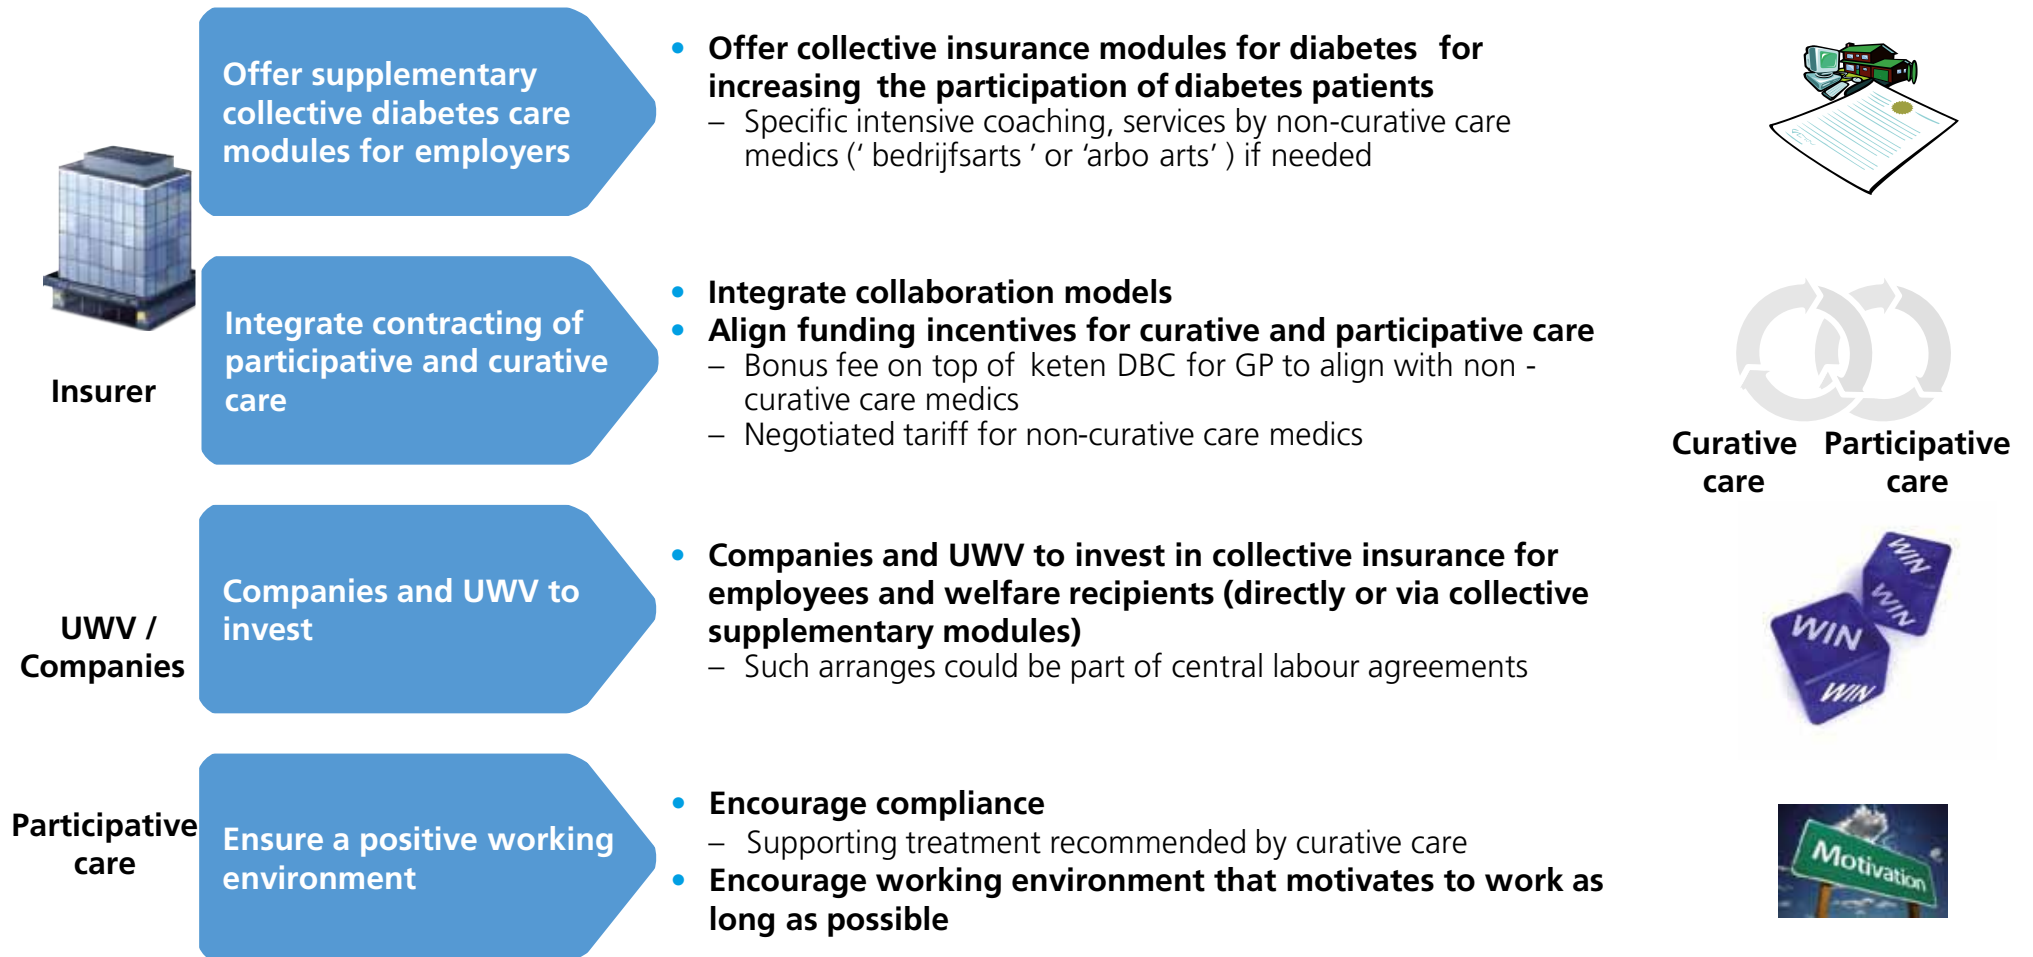 Offer supplementary
collective diabetes care
modules for employers
• Offer collective insurance modules for diabetes for
increasing the participation of diabetes patients
– Specific intensive coaching, services by non-curative care
medics (‘ bedrijfsarts ’ or ‘arbo arts’ ) if needed
Insurer
Integrate contracting of
participative and curative
care
• Integrate collaboration models
• Align funding incentives for curative and participative care
– Bonus fee on top of keten DBC for GP to align with non -
curative care medics
– Negotiated tariff for non-curative care medics
Curative
care
Participative
care
UWV /
Companies
Companies and UWV to
invest
• Companies and UWV to invest in collective insurance for
employees and welfare recipients (directly or via collective
supplementary modules)
– Such arranges could be part of central labour agreements
WIN
WIN
WIN
WIN
Participative
care
Ensure a positive working
environment
• Encourage compliance
– Supporting treatment recommended by curative care
• Encourage working environment that motivates to work as
long as possible
Motivation